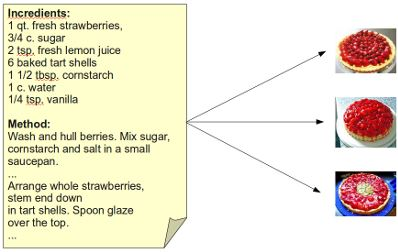 Incredients:
1 qt. fresh strawberries,
3/4 c. sugar
2 tsp. fresh lemon juice
6 baked tart shells
1 1/2 tbsp. cornstarch
1 c. water
1/4 tsp. vanilla
Method:
Wash and hull berries. Mix sugar,
cornstarch and salt in a small
saucepan.
...
Arrange whole strawberries,
stem end down
in tart shells. Spoon glaze
over the top.
...